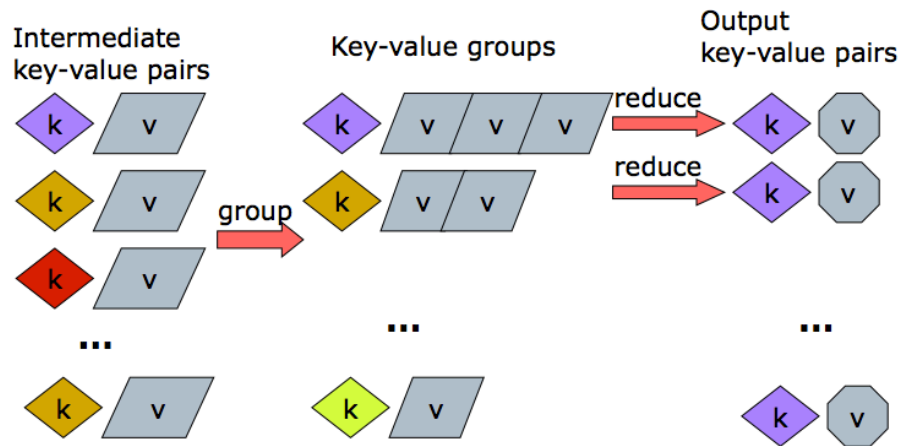 Intermediate
key-value pairs
Key-value groups
Output
key-value pairs
k v
k v v v
reduce
k v
k v
group
k v v
reduce
k v
k v
...
...
...
k v
k v
k v